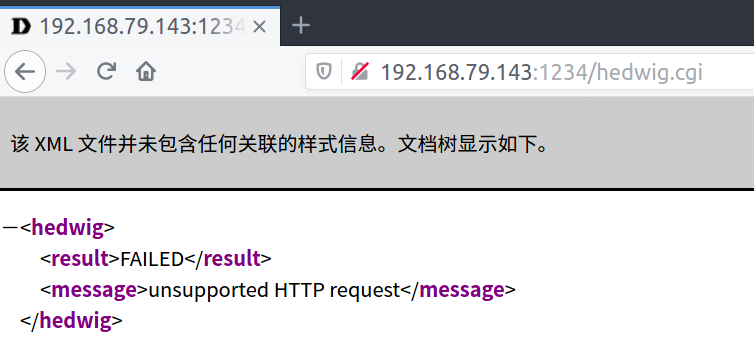 192.168.79.143:1234
192.168.79.143:1234/hedwig.cgi
该 XML 文件并未包含任何关联的样式信息。文档树显示如下。
—<hedwig>
<result>FAILED</result>
<message>unsupported HTTP request</message>
</hedwig>